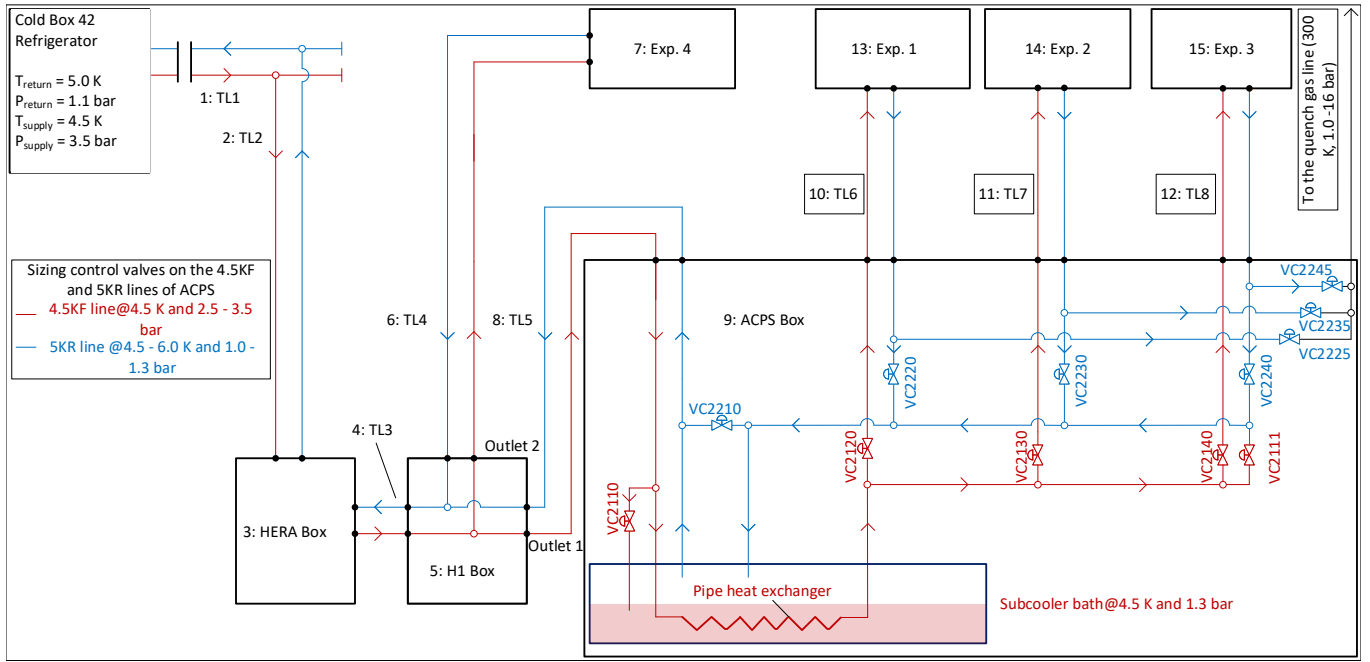 Cold Box 42
Refrigerator
Treturn = 5.0 K
Preturn = 1.1 bar
Tsupply = 4.5 K
Psupply = 3.5 bar
1: TL1
2: TL2
7: Exp. 4
13: Exp. 1
14: Exp. 2
15: Exp. 3
To the quench gas line (300
K, 1.0 -16 bar)
10: TL6
11: TL7
12: TL8
Sizing control valves on the 4.5KF
and 5KR lines of ACPS
4.5KF line@4.5 K and 2.5 - 3.5
bar
5KR line @4.5 - 6.0 K and 1.0 -
1.3 bar
6: TL4
8: TL5
9: ACPS Box
VC2245
VC2235
VC2225
VC2220
VC2230
VC2240
VC2210
4: TL3
Outlet 2
VC2120
VC2130
VC2140
VC2111
VC2110
3: HERA Box
Outlet 1
5: H1 Box
Pipe heat exchanger
Subcooler bath@4.5 K and 1.3 bar